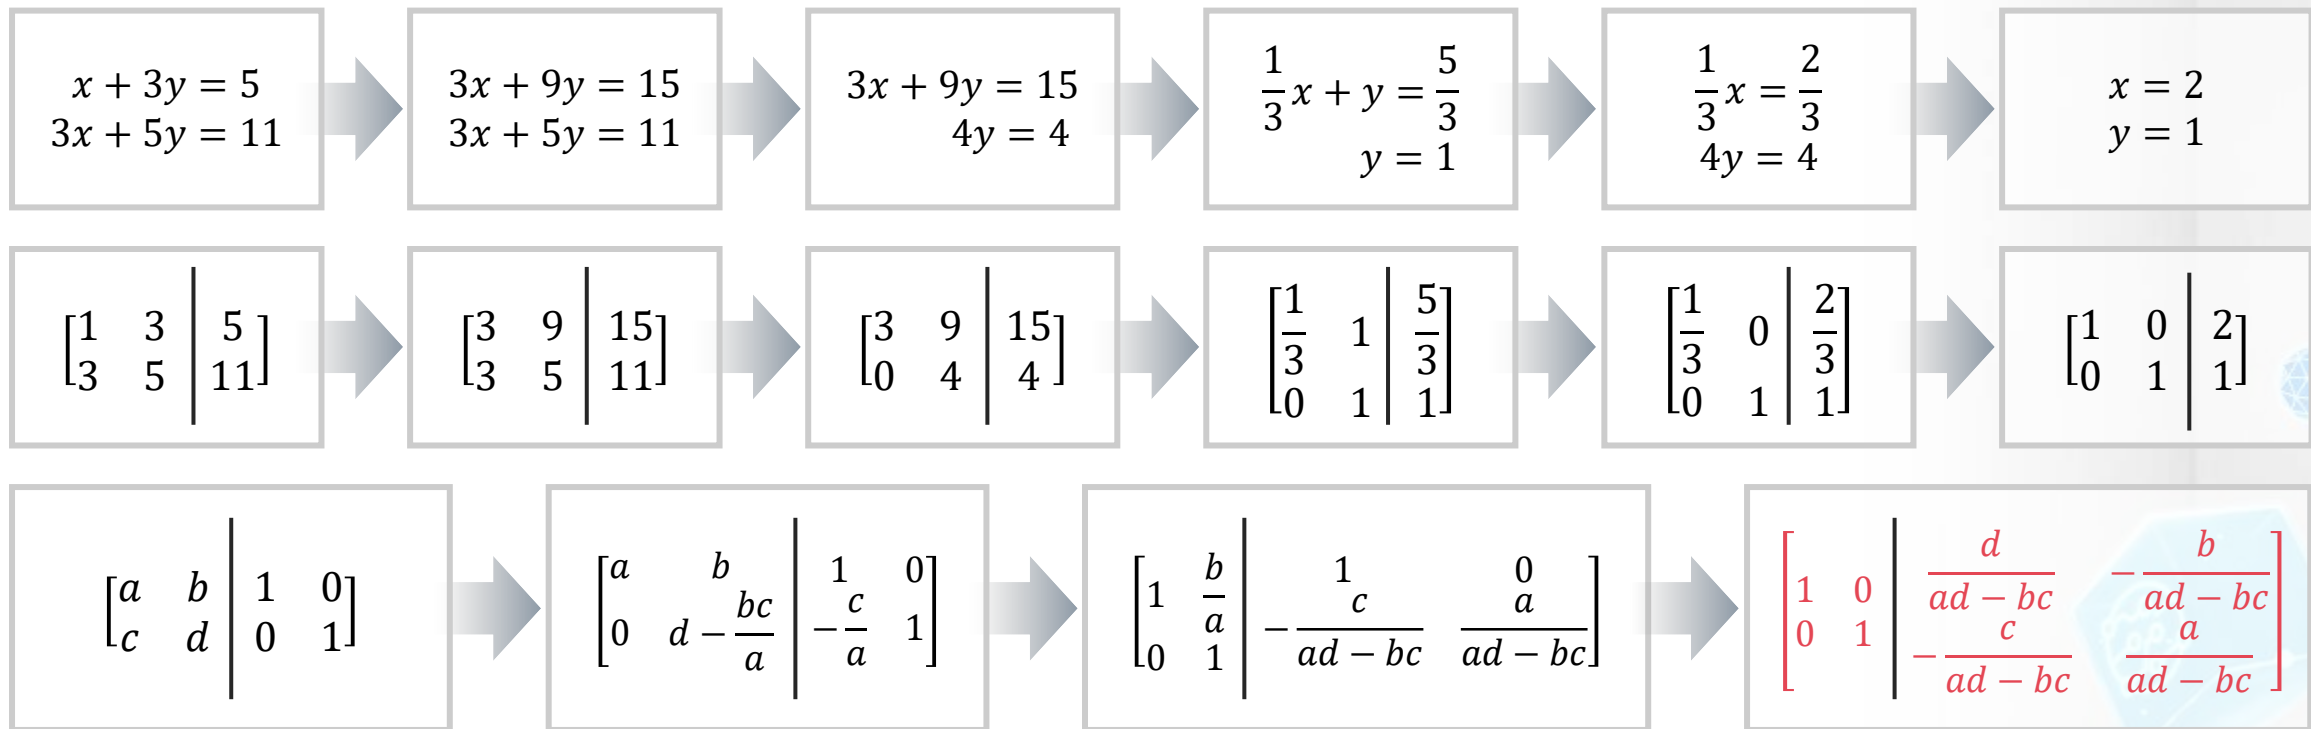 x + 3y = 5
3x + 5y = 11
3x + 9y = 15
3x + 5y = 11
3x + 9y = 15
4y = 4
1/3 x + y = 5/3
y = 1
1/3 x = 2/3
4y = 4
x = 2
y = 1
[1 3 | 5]
[3 5 | 11]
[3 9 | 15]
[3 5 | 11]
[3 9 | 15]
[0 4 | 4]
[1/3 1 | 5/3]
[0 1 | 1]
[1/3 0 | 2/3]
[0 1 | 1]
[1 0 | 2]
[0 1 | 1]
[a b | 1 0]
[c d | 0 1]
[a b | 1 0]
[0 d − bc/a | − c/a 1]
[1 b/a | 1 0]
[0 1 | − c/(ad − bc) a/(ad − bc)]
[1 0 | d/(ad − bc) − b/(ad − bc)]
[0 1 | − c/(ad − bc) a/(ad − bc)]